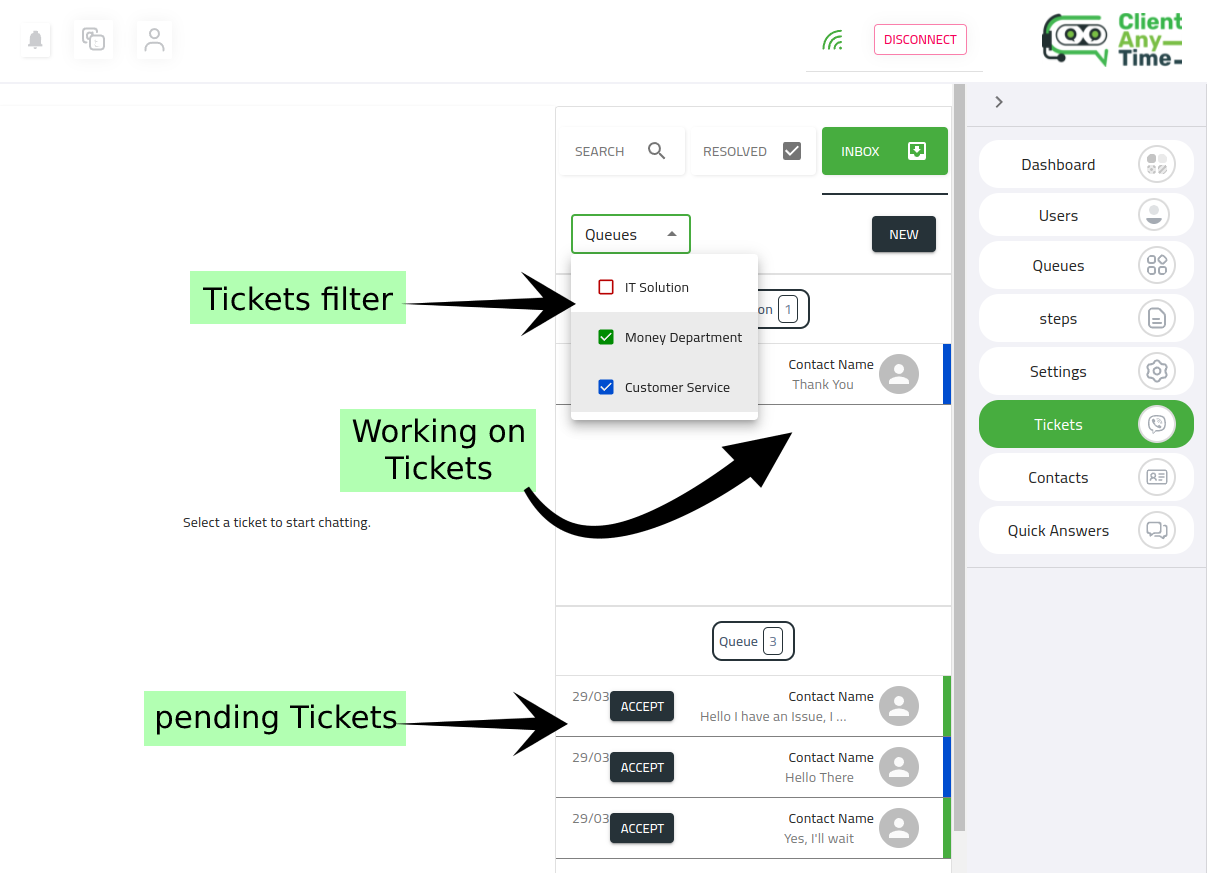 DISCONNECT
Client
Any
Time
SEARCH
RESOLVED
INBOX
Queues
NEW
Tickets filter
IT Solution
Money Department
Customer Service
on 1
Contact Name
Thank You
Working on
Tickets
Select a ticket to start chatting.
Queue 3
pending Tickets
29/03
ACCEPT
Contact Name
Hello I have an Issue, I ...
29/03
ACCEPT
Contact Name
Hello There
29/03
ACCEPT
Contact Name
Yes, I'll wait
Dashboard
Users
Queues
steps
Settings
Tickets
Contacts
Quick Answers